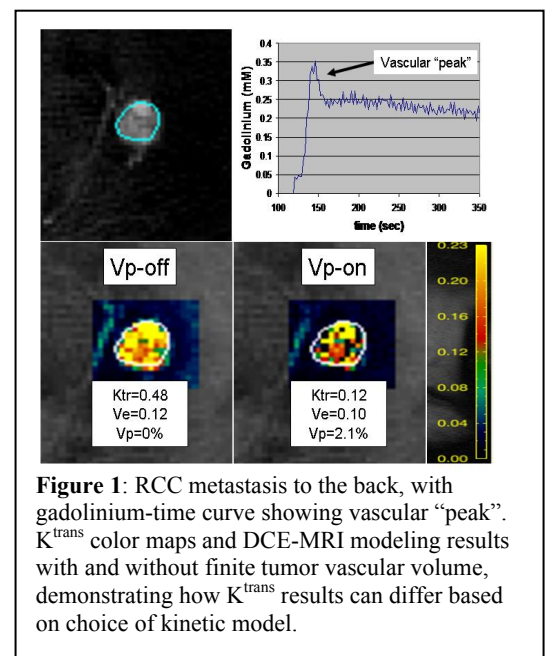 0.4
0.35
0.3
0.25
0.2
0.15
0.1
0.05
0
Gadolinium (mM)
Vascular “peak”
100 150 200 250 300 350
time (sec)
Vp-off
Ktr=0.48
Ve=0.12
Vp=0%
Vp-on
Ktr=0.12
Ve=0.10
Vp=2.1%
0.23
0.16
0.12
0.08
0.04
0.00
Figure 1: RCC metastasis to the back, with
gadolinium-time curve showing vascular “peak”.
K^trans color maps and DCE-MRI modeling results
with and without finite tumor vascular volume,
demonstrating how K^trans results can differ based
on choice of kinetic model.